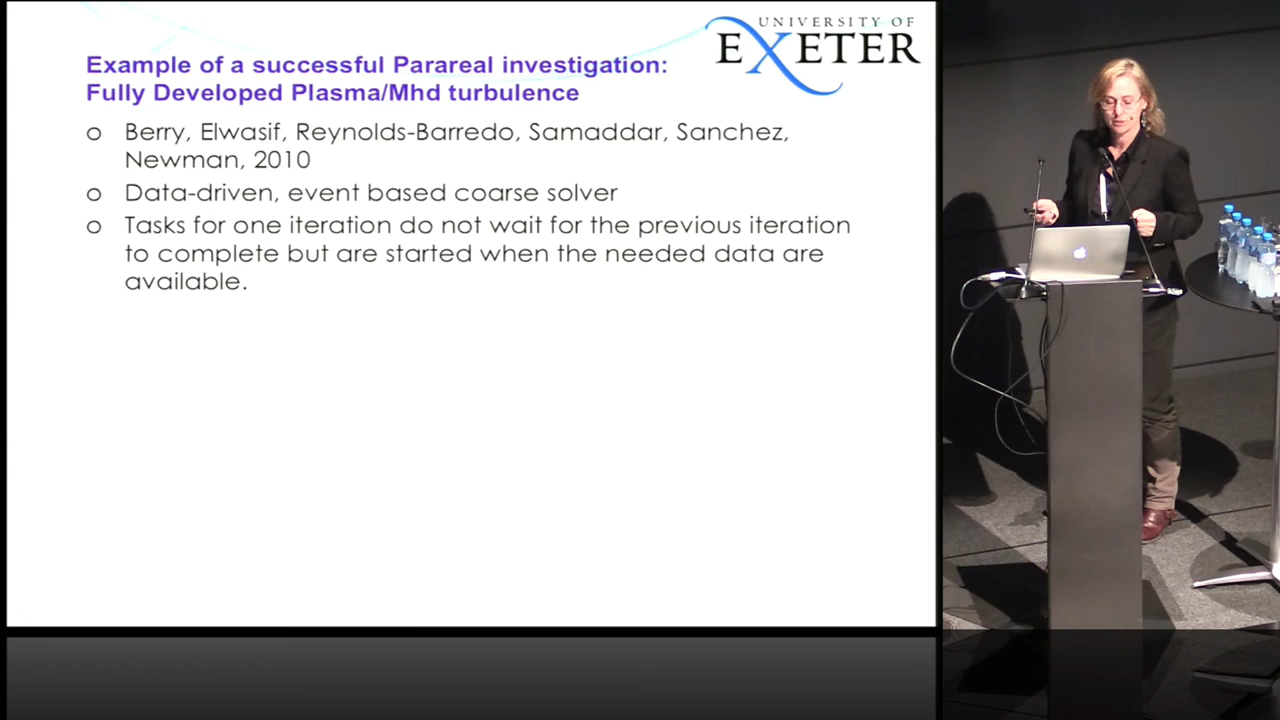 UNIVERSITY OF
EXETER
Example of a successful Parareal investigation:
Fully Developed Plasma/Mhd turbulence
o Berry, Elwasif, Reynolds-Barredo, Samaddar, Sanchez,
Newman, 2010
o Data-driven, event based coarse solver
o Tasks for one iteration do not wait for the previous iteration
to complete but are started when the needed data are
available.